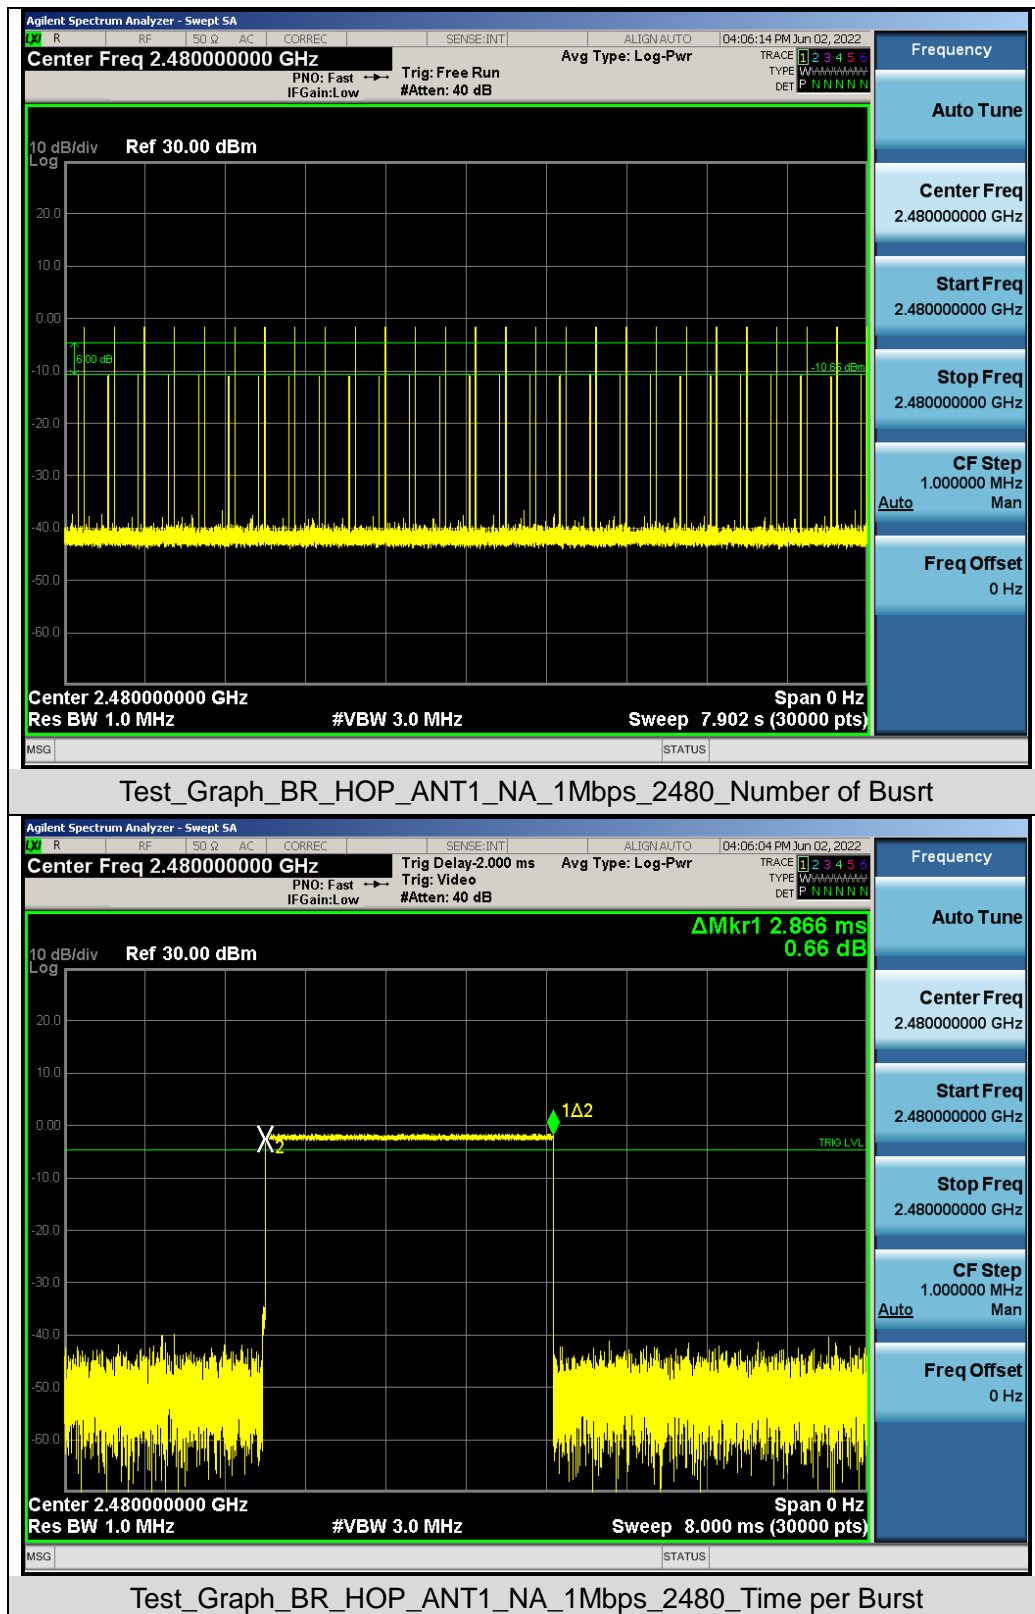 Agilent Spectrum Analyzer - Swept SA
LXI R RF 50 Ω AC CORREC SENSE:INT ALIGN AUTO 04:06:14 PM Jun 02, 2022
Center Freq 2.480000000 GHz Avg Type: Log-Pwr TRACE 1 2 3 4 5 6
PNO: Fast Trig: Free Run TYPE WWWWWW
IFGain:Low #Atten: 40 dB DET P N N N N N
Frequency
Auto Tune
Center Freq
2.480000000 GHz
Start Freq
2.480000000 GHz
Stop Freq
2.480000000 GHz
CF Step
1.000000 MHz
Auto Man
Freq Offset
0 Hz
10 dB/div Ref 30.00 dBm
Log
20.0
10.0
0.00
6.00 dB
-10.0 -10.65 dBm
-20.0
-30.0
-40.0
-50.0
-60.0
Center 2.480000000 GHz Span 0 Hz
Res BW 1.0 MHz #VBW 3.0 MHz Sweep 7.902 s (30000 pts)
MSG STATUS
Test_Graph_BR_HOP_ANT1_NA_1Mbps_2480_Number of Busrt
Agilent Spectrum Analyzer - Swept SA
LXI R RF 50 Ω AC CORREC SENSE:INT ALIGN AUTO 04:06:04 PM Jun 02, 2022
Center Freq 2.480000000 GHz Trig Delay-2.000 ms Avg Type: Log-Pwr TRACE 1 2 3 4 5 6
PNO: Fast Trig: Video TYPE WWWWWW
IFGain:Low #Atten: 40 dB DET P N N N N N
Frequency
Auto Tune
Center Freq
2.480000000 GHz
Start Freq
2.480000000 GHz
Stop Freq
2.480000000 GHz
CF Step
1.000000 MHz
Auto Man
Freq Offset
0 Hz
ΔMkr1 2.866 ms
10 dB/div Ref 30.00 dBm 0.66 dB
Log
20.0
10.0
0.00
1Δ2
2
TRIG LVL
-10.0
-20.0
-30.0
-40.0
-50.0
-60.0
Center 2.480000000 GHz Span 0 Hz
Res BW 1.0 MHz #VBW 3.0 MHz Sweep 8.000 ms (30000 pts)
MSG STATUS
Test_Graph_BR_HOP_ANT1_NA_1Mbps_2480_Time per Burst